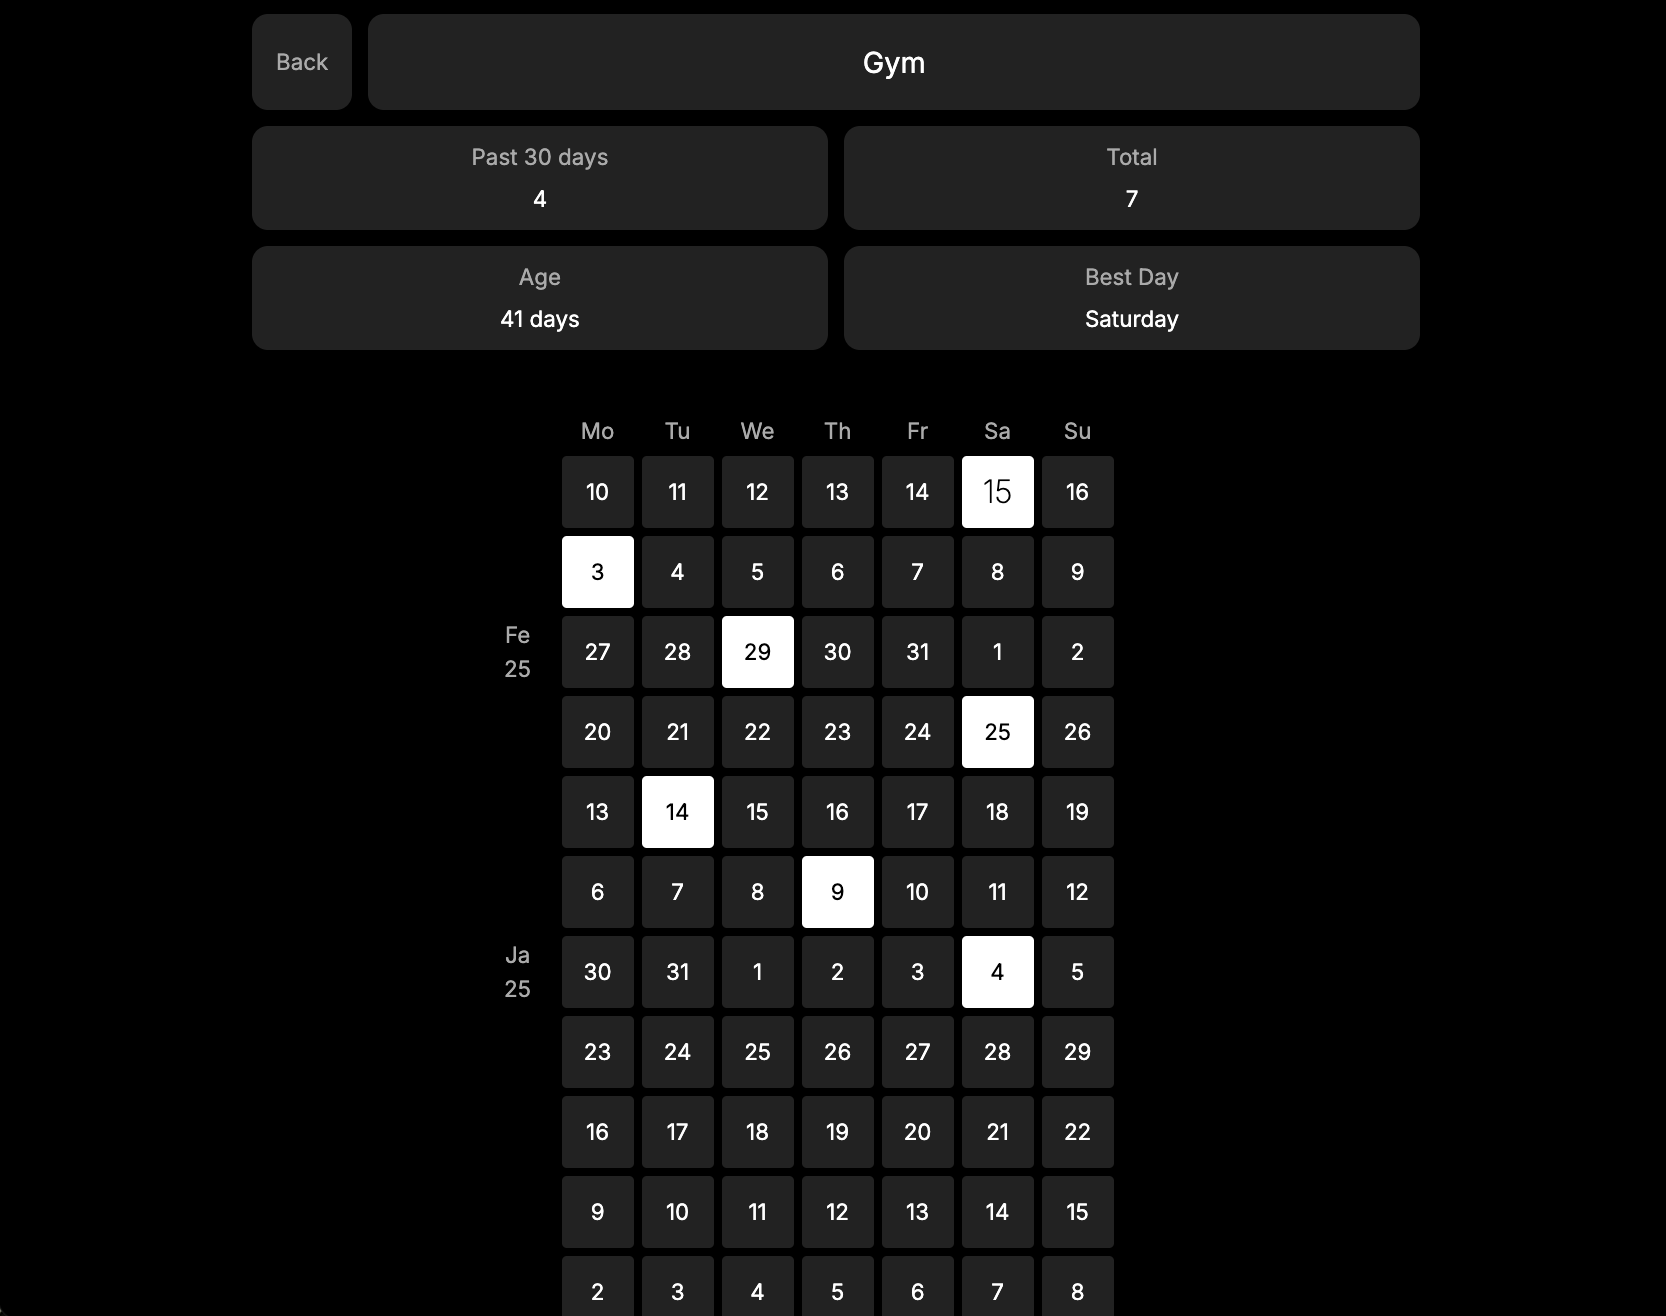 Back
Gym
Past 30 days
4
Total
7
Age
41 days
Best Day
Saturday
Mo Tu We Th Fr Sa Su
10 11 12 13 14 15 16
3 4 5 6 7 8 9
Fe
25
27 28 29 30 31 1 2
20 21 22 23 24 25 26
13 14 15 16 17 18 19
6 7 8 9 10 11 12
Ja
25
30 31 1 2 3 4 5
23 24 25 26 27 28 29
16 17 18 19 20 21 22
9 10 11 12 13 14 15
2 3 4 5 6 7 8